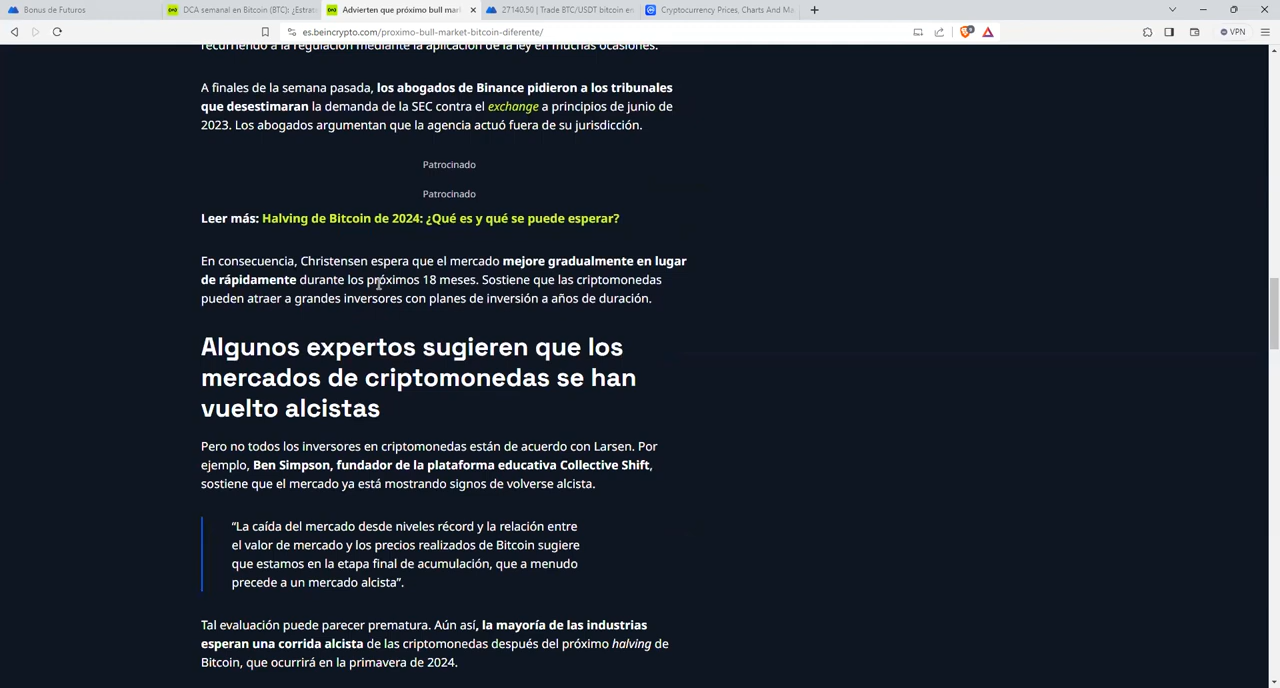 Bonus de Futuros
DCA semanal en Bitcoin (BTC): ¿Estrate
Advierten que próximo bull mar
27140,50 | Trade BTC/USDT bitcoin en
Cryptocurrency Prices, Charts And Ma
es.beincrypto.com/proximo-bull-market-bitcoin-diferente/
VPN
recurriendo a la regulación mediante la aplicación de la ley en muchas ocasiones.
A finales de la semana pasada, los abogados de Binance pidieron a los tribunales
que desestimaran la demanda de la SEC contra el exchange a principios de junio de
2023. Los abogados argumentan que la agencia actuó fuera de su jurisdicción.
Patrocinado
Patrocinado
Leer más: Halving de Bitcoin de 2024: ¿Qué es y qué se puede esperar?
En consecuencia, Christensen espera que el mercado mejore gradualmente en lugar
de rápidamente durante los próximos 18 meses. Sostiene que las criptomonedas
pueden atraer a grandes inversores con planes de inversión a años de duración.
Algunos expertos sugieren que los
mercados de criptomonedas se han
vuelto alcistas
Pero no todos los inversores en criptomonedas están de acuerdo con Larsen. Por
ejemplo, Ben Simpson, fundador de la plataforma educativa Collective Shift,
sostiene que el mercado ya está mostrando signos de volverse alcista.
“La caída del mercado desde niveles récord y la relación entre
el valor de mercado y los precios realizados de Bitcoin sugiere
que estamos en la etapa final de acumulación, que a menudo
precede a un mercado alcista”.
Tal evaluación puede parecer prematura. Aún así, la mayoría de las industrias
esperan una corrida alcista de las criptomonedas después del próximo halving de
Bitcoin, que ocurrirá en la primavera de 2024.